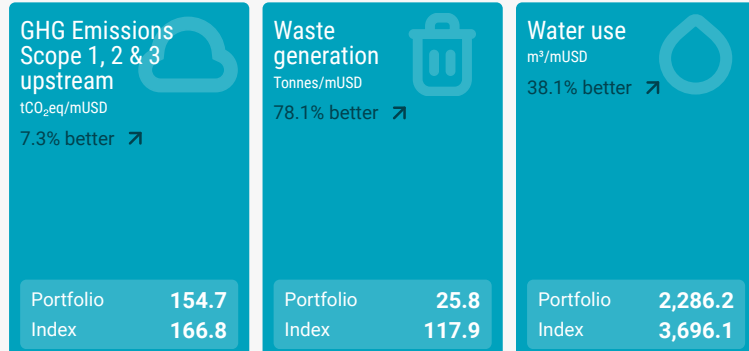 GHG Emissions
Scope 1, 2 & 3
upstream
tCO₂eq/mUSD
7.3% better
Portfolio 154.7
Index 166.8
Waste
generation
Tonnes/mUSD
78.1% better
Portfolio 25.8
Index 117.9
Water use
m³/mUSD
38.1% better
Portfolio 2,286.2
Index 3,696.1